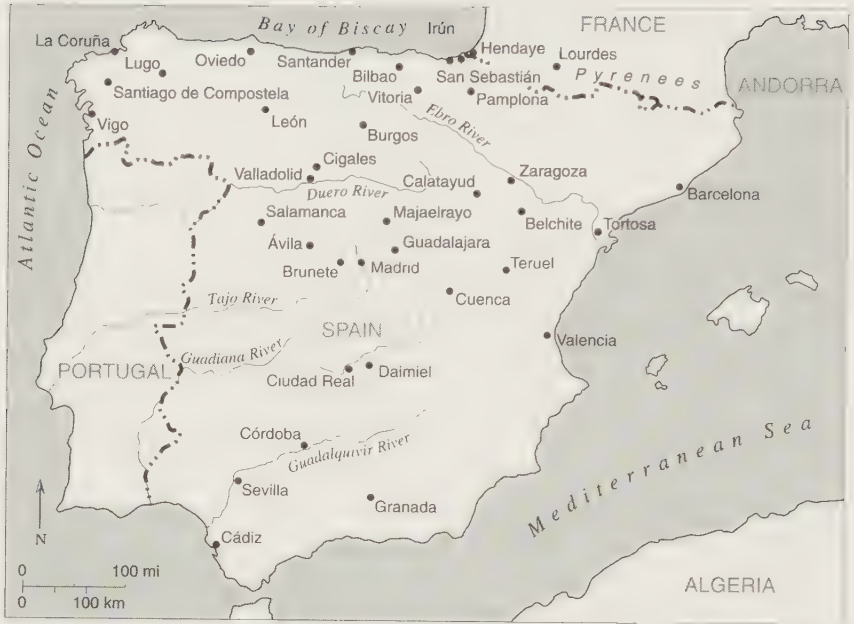 Bay of Biscay
Irún
FRANCE
La Coruña
Oviedo
Santander
Hendaye
Lourdes
Lugo
Bilbao
San Sebastián
Pyrenees
ANDORRA
Santiago de Compostela
Vitoria
Pamplona
Vigo
León
Burgos
Ebro River
Atlantic Ocean
Cigales
Valladolid
Duero River
Calatayud
Zaragoza
Barcelona
Salamanca
Majaelrayo
Belchite
Tortosa
Ávila
Guadalajara
Brunete
Madrid
Teruel
Cuenca
Tajo River
SPAIN
Valencia
PORTUGAL
Guadiana River
Ciudad Real
Daimiel
Córdoba
Guadalquivir River
Mediterranean Sea
Sevilla
Granada
N
Cádiz
0 100 mi
0 100 km
ALGERIA